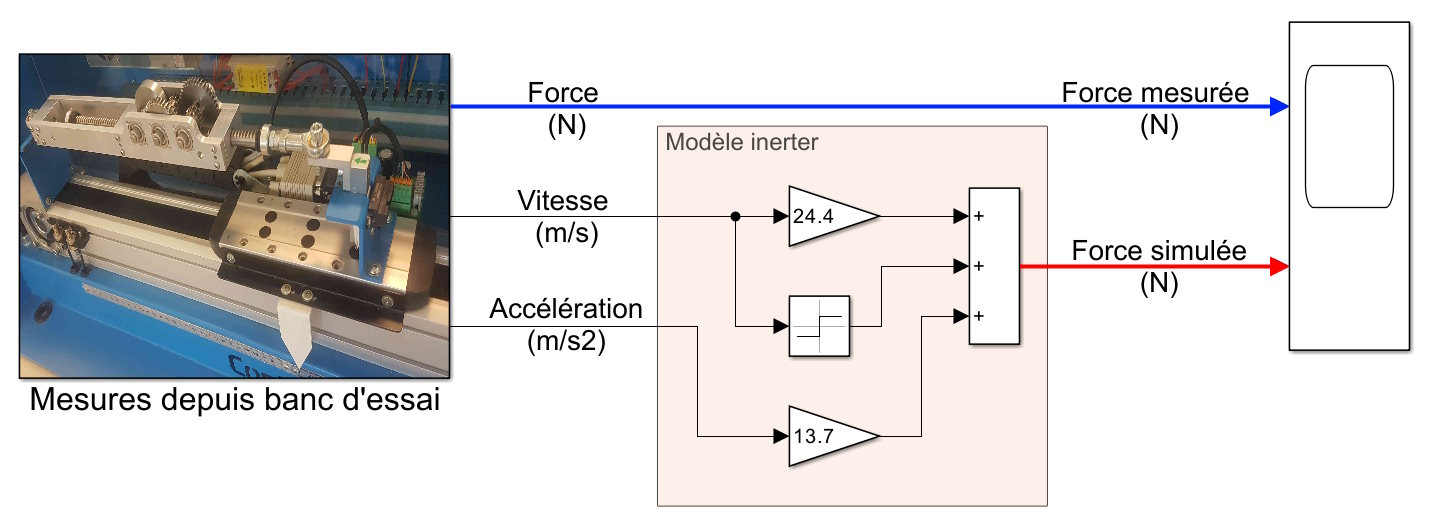 Force
(N)
Force mesurée
(N)
Modèle inerter
Vitesse
(m/s)
24.4
+
+
+
Force simulée
(N)
Accélération
(m/s2)
13.7
Mesures depuis banc d'essai